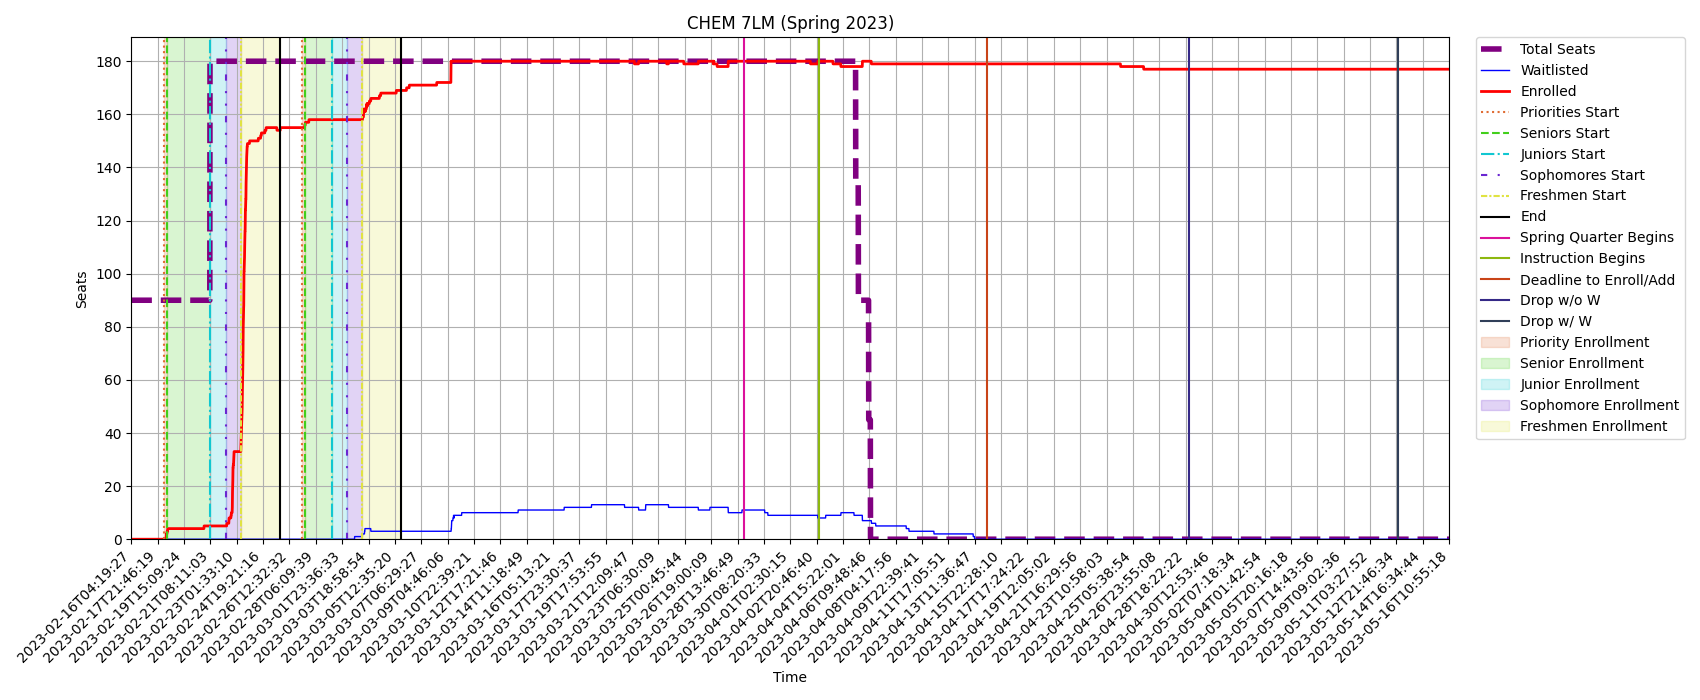 CHEM 7LM (Spring 2023)
Seats
180
160
140
120
100
80
60
40
20
0
2023-02-16T04:19:27
2023-02-17T21:46:19
2023-02-19T15:09:24
2023-02-21T08:11:03
2023-02-23T01:33:10
2023-02-24T19:21:16
2023-02-26T12:32:32
2023-02-28T06:09:39
2023-03-01T23:36:33
2023-03-03T18:58:54
2023-03-05T12:35:20
2023-03-07T06:29:27
2023-03-09T04:46:06
2023-03-10T22:39:21
2023-03-12T17:21:46
2023-03-14T11:18:49
2023-03-16T05:13:21
2023-03-17T23:30:37
2023-03-19T17:53:55
2023-03-21T12:09:47
2023-03-23T06:30:09
2023-03-25T00:45:44
2023-03-26T19:00:09
2023-03-28T13:46:49
2023-03-30T08:20:33
2023-04-01T02:30:15
2023-04-02T20:46:40
2023-04-04T15:22:01
2023-04-06T09:48:46
2023-04-08T04:17:56
2023-04-09T22:39:41
2023-04-11T17:05:51
2023-04-13T11:36:47
2023-04-15T22:28:10
2023-04-17T17:24:22
2023-04-19T12:05:02
2023-04-21T16:29:56
2023-04-23T10:58:03
2023-04-25T05:38:54
2023-04-26T23:55:08
2023-04-28T18:22:22
2023-04-30T12:53:46
2023-05-02T07:18:34
2023-05-04T01:42:54
2023-05-05T20:16:18
2023-05-07T14:43:56
2023-05-09T09:02:36
2023-05-11T03:27:52
2023-05-12T21:46:34
2023-05-14T16:34:44
2023-05-16T10:55:18
Time
Total Seats
Waitlisted
Enrolled
Priorities Start
Seniors Start
Juniors Start
Sophomores Start
Freshmen Start
End
Spring Quarter Begins
Instruction Begins
Deadline to Enroll/Add
Drop w/o W
Drop w/ W
Priority Enrollment
Senior Enrollment
Junior Enrollment
Sophomore Enrollment
Freshmen Enrollment